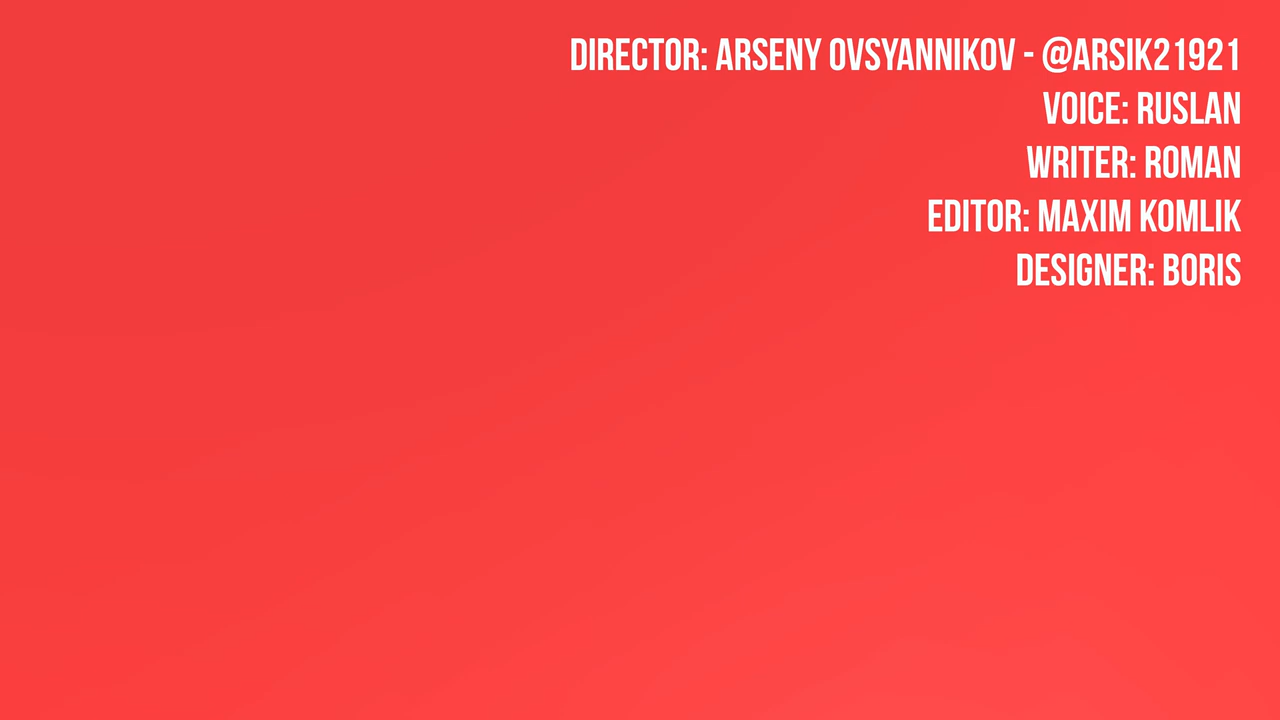 DIRECTOR: ARSENY OVSYANNIKOV - @ARSIK21921
VOICE: RUSLAN
WRITER: ROMAN
EDITOR: MAXIM KOMLIK
DESIGNER: BORIS